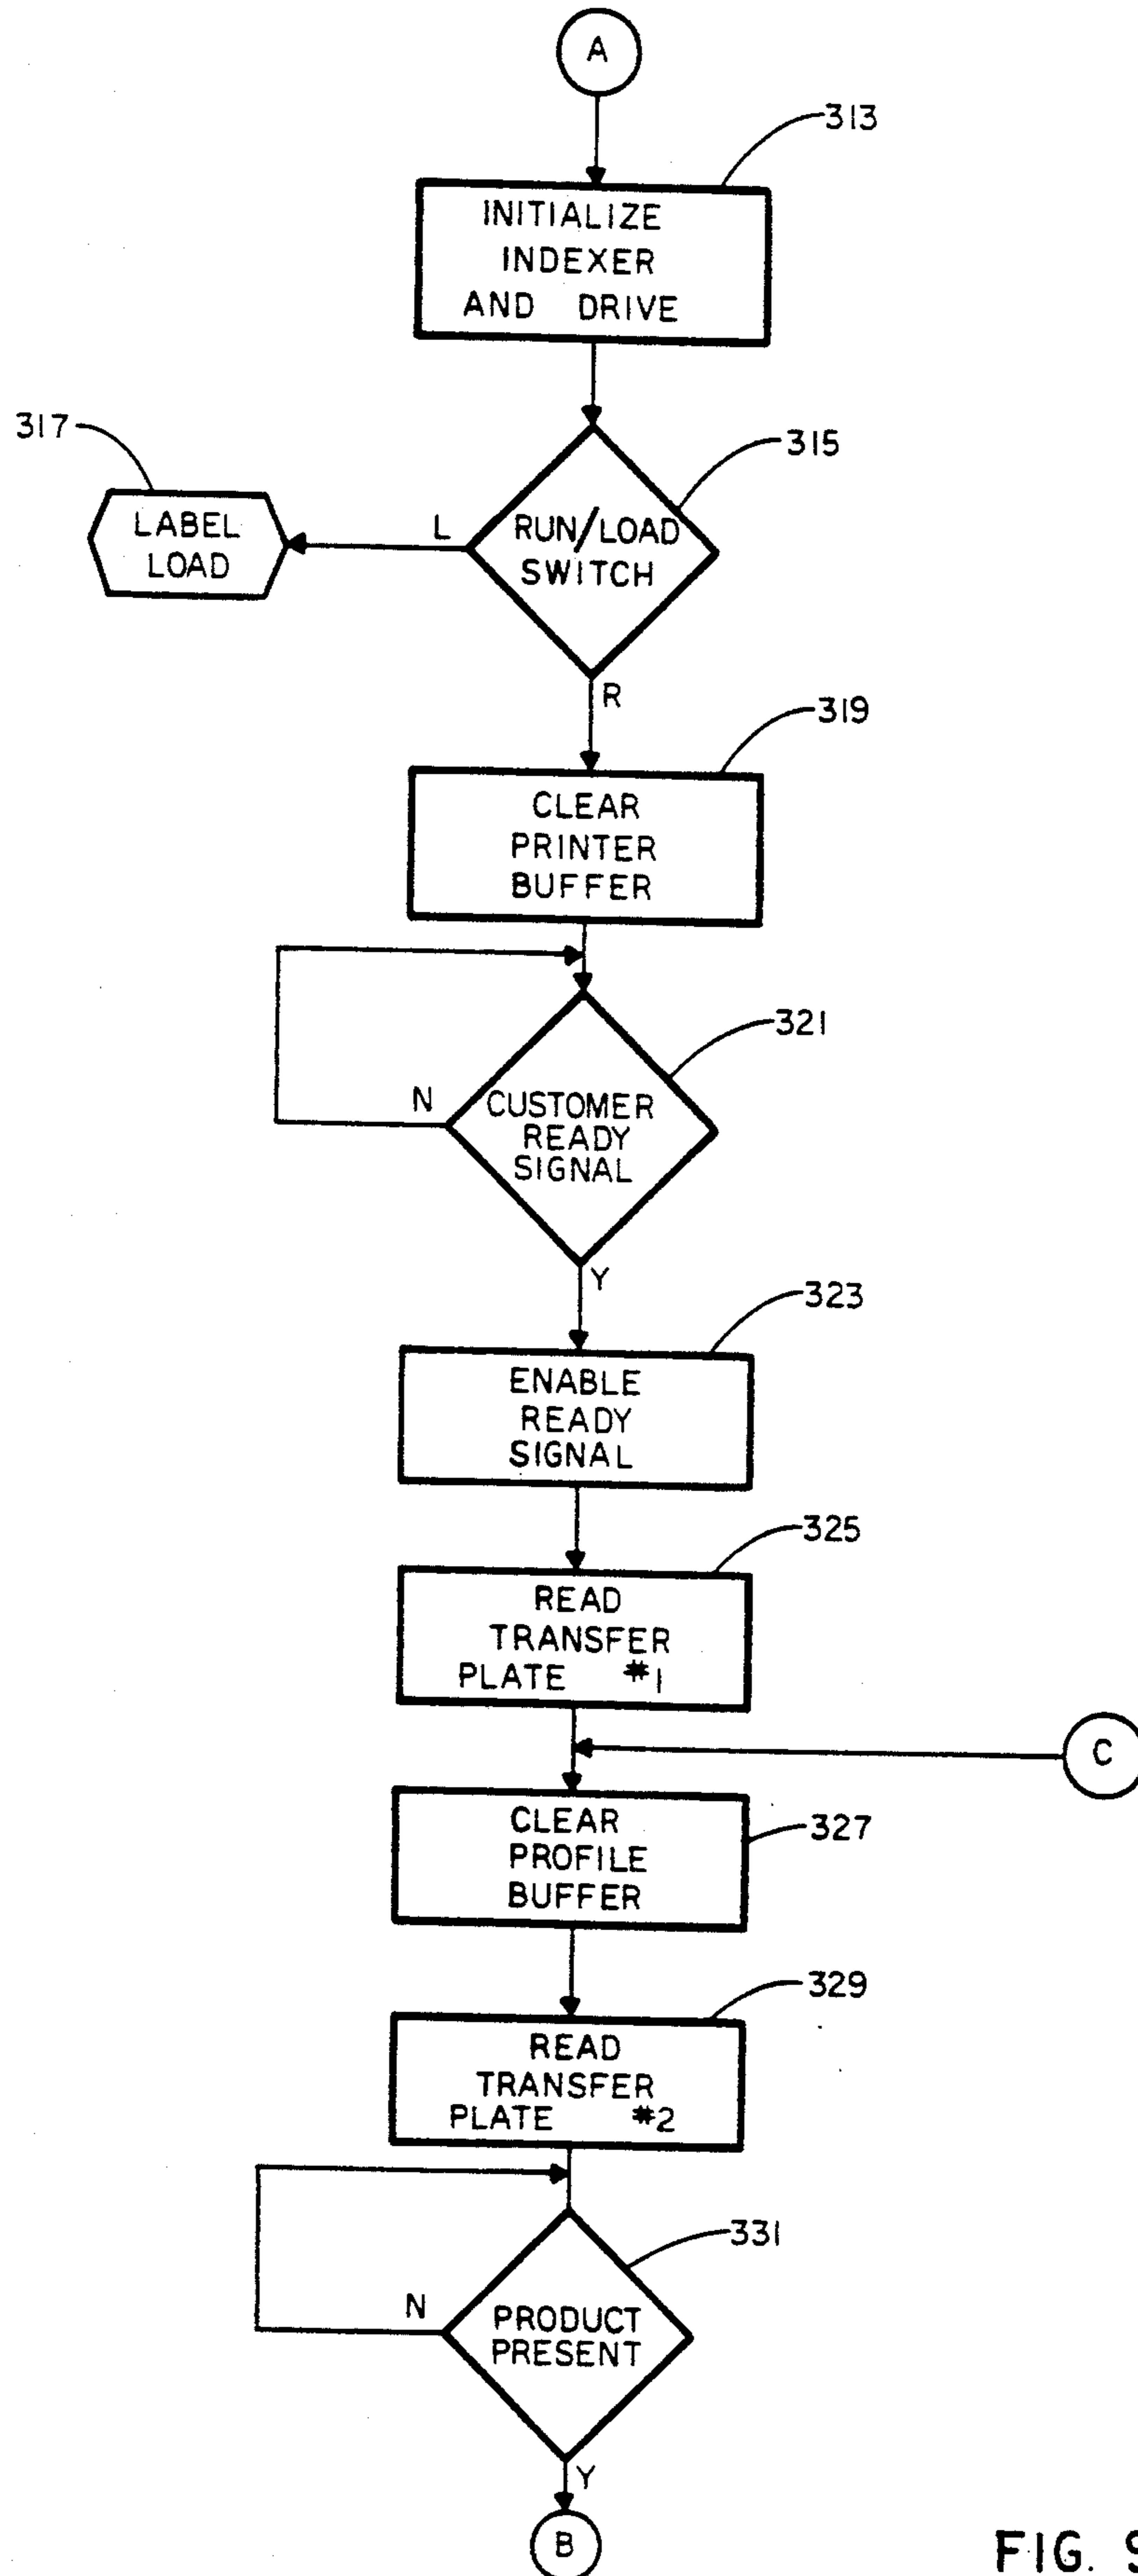 A
313
INITIALIZE
INDEXER
AND DRIVE
317
315
LABEL
LOAD
L
RUN/LOAD
SWITCH
R
319
CLEAR
PRINTER
BUFFER
321
N
CUSTOMER
READY
SIGNAL
Y
323
ENABLE
READY
SIGNAL
325
READ
TRANSFER
PLATE #1
C
327
CLEAR
PROFILE
BUFFER
329
READ
TRANSFER
PLATE #2
331
N
PRODUCT
PRESENT
Y
B
FIG. 9